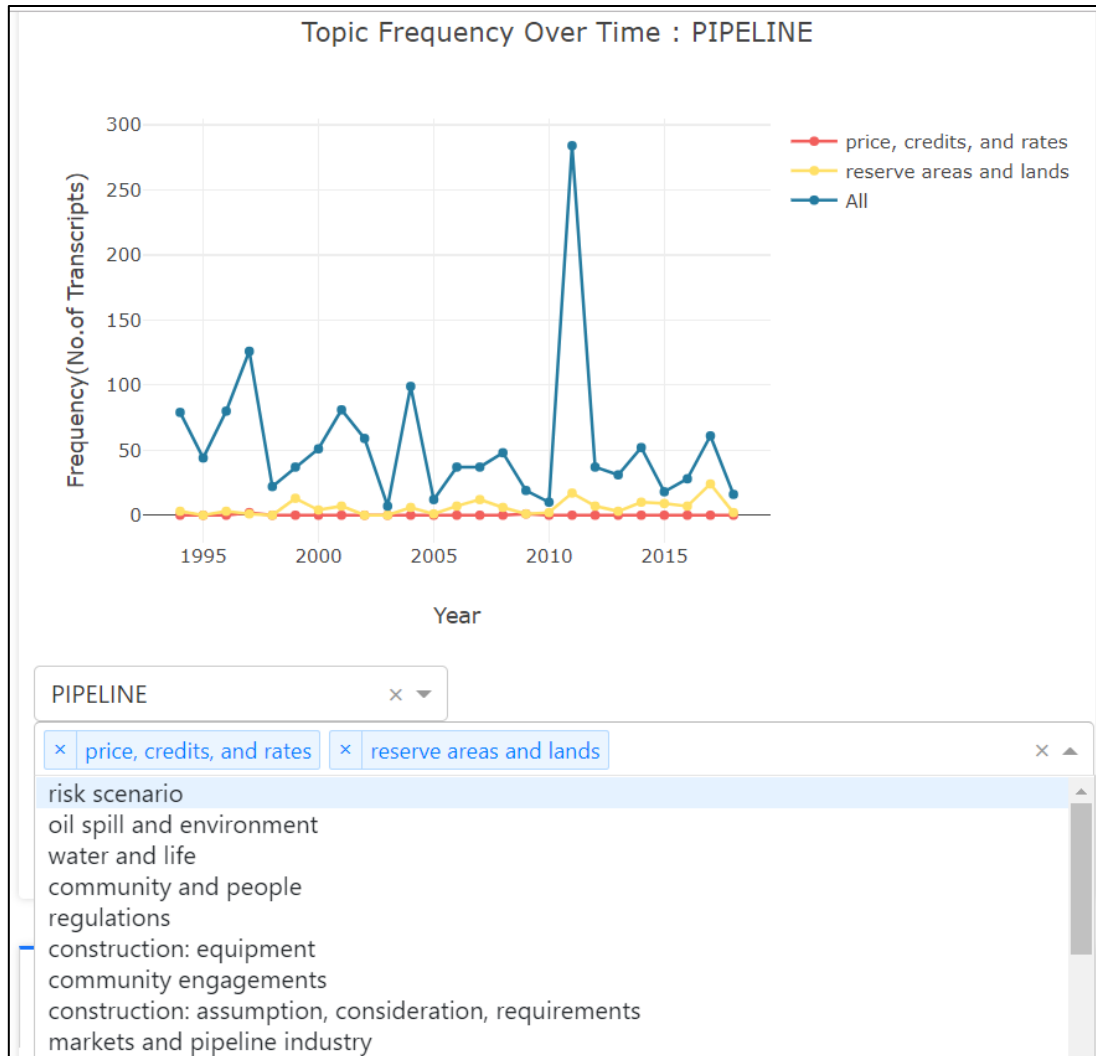 Topic Frequency Over Time : PIPELINE
300
250
200
150
100
50
0
Frequency(No.of Transcripts)
1995 2000 2005 2010 2015
Year
price, credits, and rates
reserve areas and lands
All
PIPELINE × 
× price, credits, and rates × reserve areas and lands ×
risk scenario
oil spill and environment
water and life
community and people
regulations
construction: equipment
community engagements
construction: assumption, consideration, requirements
markets and pipeline industry